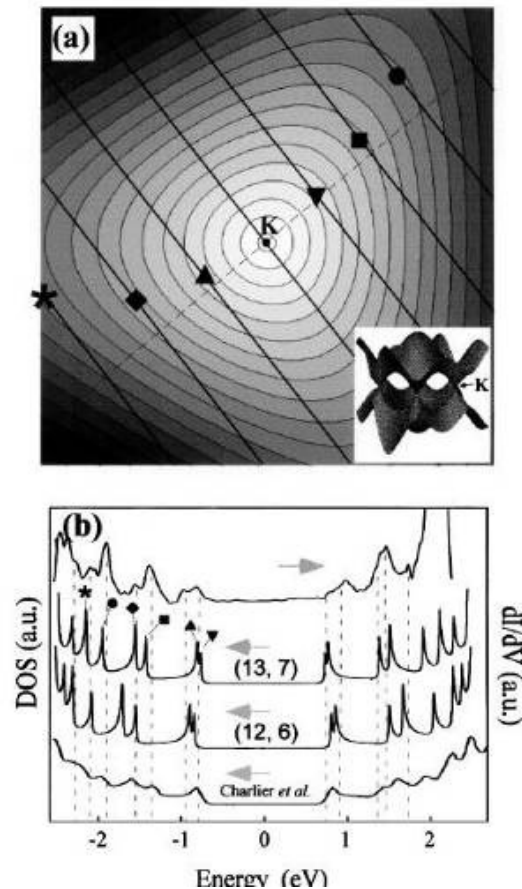 (a)
K
K
(b)
DOS (a.u.)
dI/dV (a.u.)
(13, 7)
(12, 6)
Charlier et al.
-2 -1 0 1 2
Energy (eV)